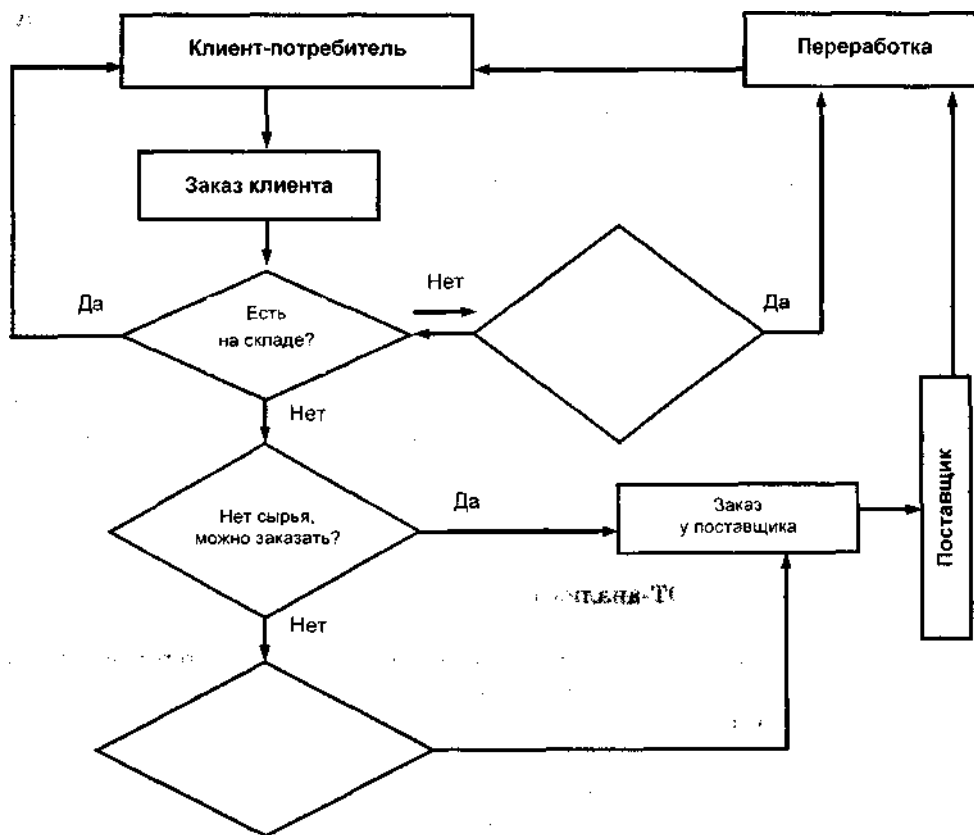 Клиент-потребитель
Переработка
Заказ клиента
Нет
Да
Да
Есть
на складе?
Нет
Нет сырья,
можно заказать?
Да
Заказ
у поставщика
Поставщик
Нет